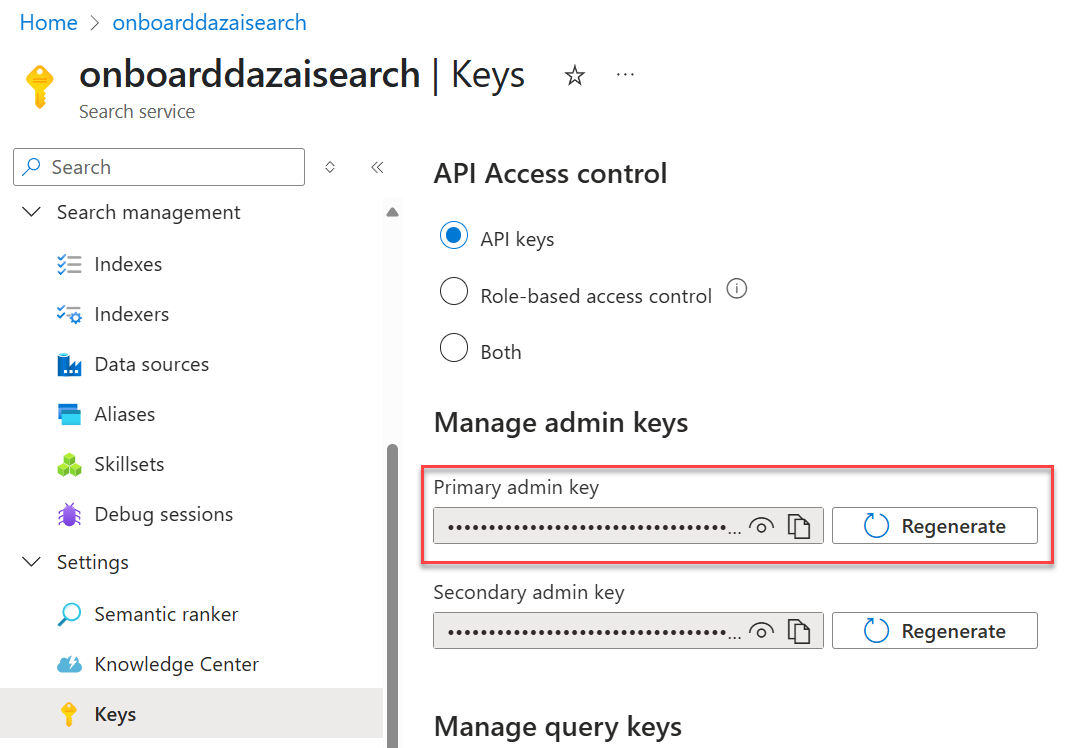 Home > onboarddazaisearch
onboarddazaisearch | Keys ☆ ...
Search service
Search
Search management
Indexes
Indexers
Data sources
Aliases
Skillsets
Debug sessions
Settings
Semantic ranker
Knowledge Center
Keys
API Access control
API keys
Role-based access control
Both
Manage admin keys
Primary admin key
••••••••••••••••••••••••••••••••••... Regenerate
Secondary admin key
••••••••••••••••••••••••••••••••••... Regenerate
Manage query keys